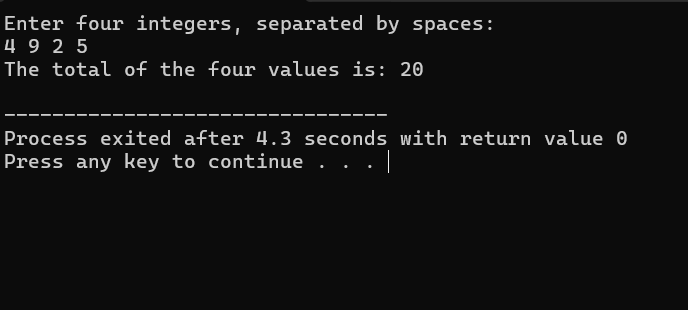 Enter four integers, separated by spaces:
4 9 2 5
The total of the four values is: 20
--------------------------------
Process exited after 4.3 seconds with return value 0
Press any key to continue . . .